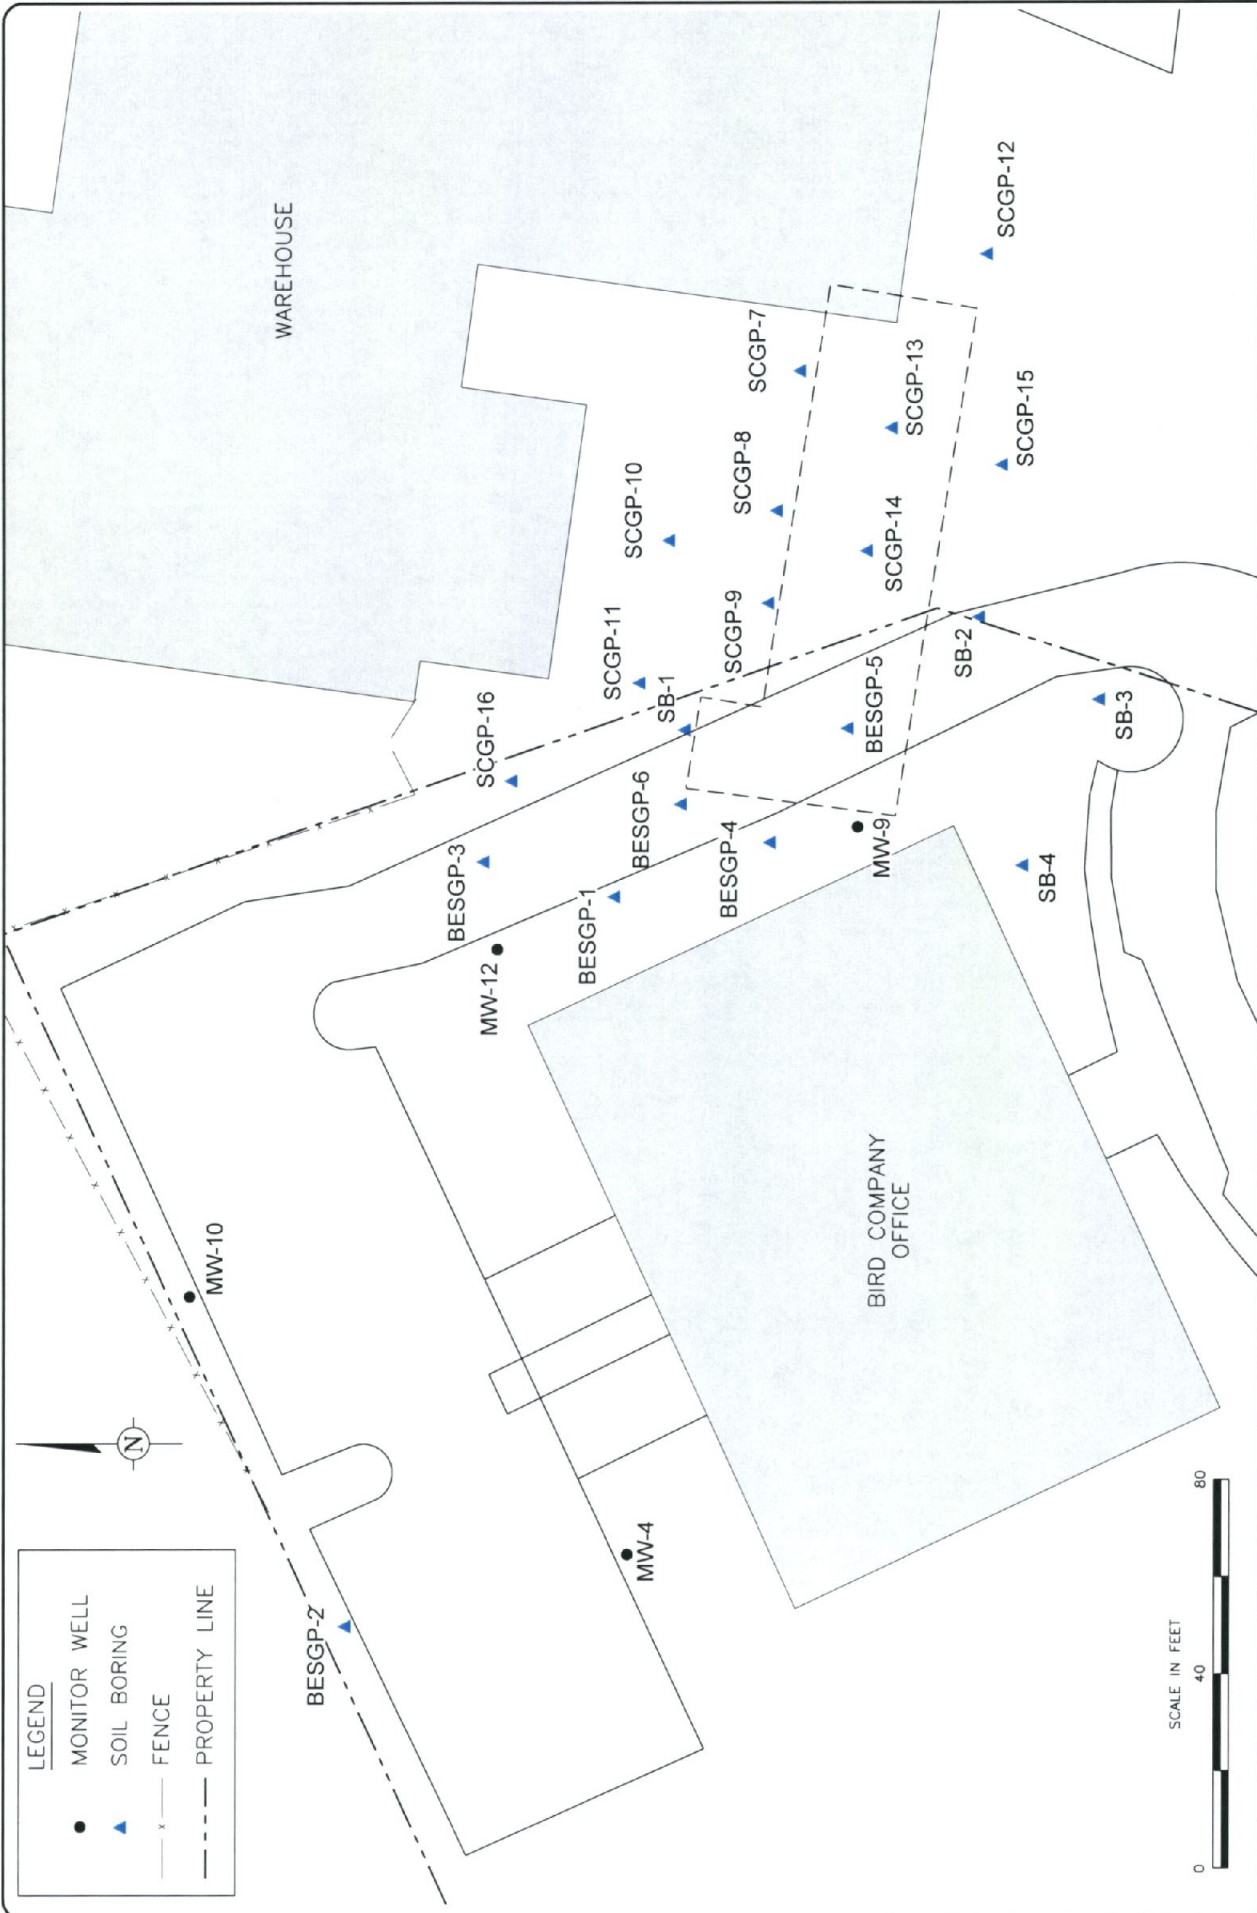 LEGEND
MONITOR WELL
SOIL BORING
x FENCE
PROPERTY LINE
N
WAREHOUSE
BESGP-2
MW-10
MW-4
MW-12
BESGP-3
SCGP-16
BESGP-1
BESGP-6
SB-1
SCGP-11
SCGP-10
BESGP-4
SCGP-9
SCGP-8
SCGP-7
MW-9
BESGP-5
SCGP-14
SCGP-13
SB-4
SB-3
SB-2
SCGP-15
SCGP-12
BIRD COMPANY
OFFICE
SCALE IN FEET
0 40 80